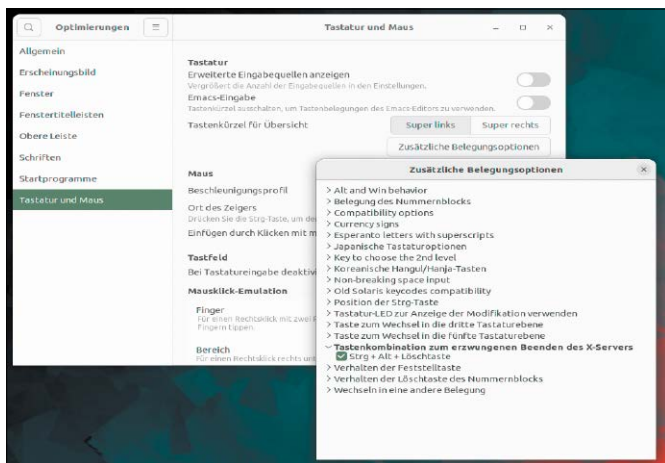 Optimierungen
Tastatur und Maus
Allgemein
Erscheinungsbild
Fenster
Fenstertitelleisten
Obere Leiste
Schriften
Startprogramme
Tastatur und Maus
Tastatur
Erweiterte Eingabequellen anzeigen
Vergrößert die Anzahl der Eingabequellen in den Einstellungen.
Emacs-Eingabe
Tastenkürzel ausschalten, um Tastenbelegungen des Emacs-Editors zu verwenden.
Tastenkürzel für Übersicht
Super links
Super rechts
Zusätzliche Belegungsoptionen
Maus
Beschleunigungsprofil
Ort des Zeigers
Drücken Sie die Strg-Taste, um de
Einfügen durch Klicken mit m
Tastfeld
Bei Tastatureingabe deaktivi
Mausklick-Emulation
Finger
Für einen Rechtsklick mit zwei F
Fingern tippen.
Bereich
Für einen Rechtsklick rechts unt
Zusätzliche Belegungsoptionen
Alt and Win behavior
Belegung des Nummernblocks
Compatibility options
Currency signs
Esperanto letters with superscripts
Japanische Tastaturoptionen
Key to choose the 2nd level
Koreanische Hangul/Hanja-Tasten
Non-breaking space input
Old Solaris keycodes compatibility
Position der Strg-Taste
Tastatur-LED zur Anzeige der Modifikation verwenden
Taste zum Wechsel in die dritte Tastaturebene
Taste zum Wechsel in die fünfte Tastaturebene
Tastenkombination zum erzwungenen Beenden des X-Servers
Strg + Alt + Löschtaste
Verhalten der Feststelltaste
Verhalten der Löschtaste des Nummernblocks
Wechseln in eine andere Belegung